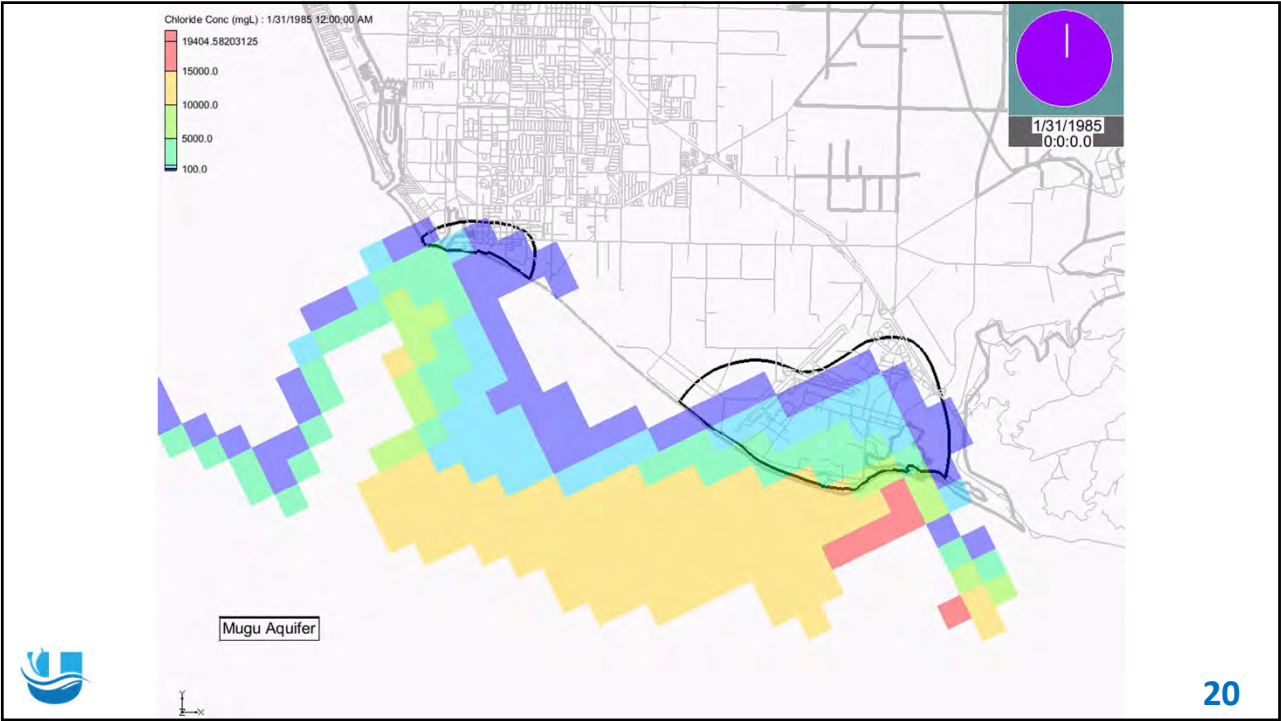 Chloride Conc (mgL) : 1/31/1985 12:00:00 AM
19404.58203125
15000.0
10000.0
5000.0
100.0
1/31/1985
0:0:0.0
Mugu Aquifer
Y
Z
X
20